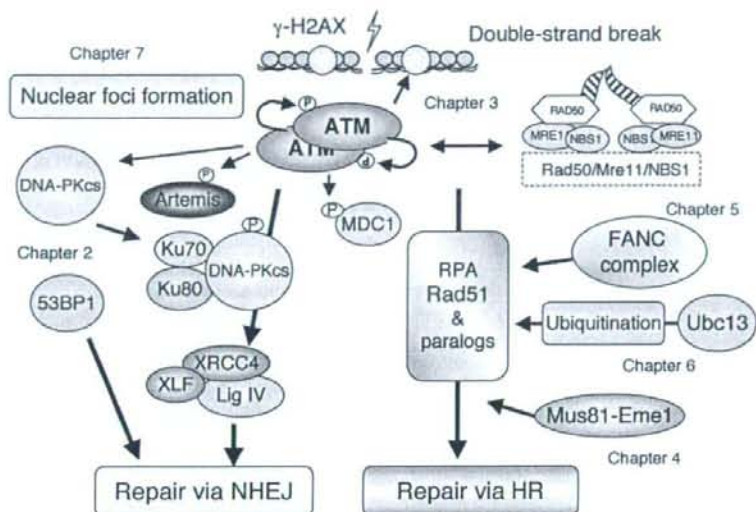 γ-H2AX
Double-strand break
Chapter 7
Nuclear foci formation
Chapter 3
P
ATM
ATM
P
RAD50
RAD50
MRE1
NBS1
NBS1
MRE11
Rad50/Mre11/NBS1
DNA-PKcs
P
Artemis
P
MDC1
Chapter 5
FANC
complex
Chapter 2
Ku70
Ku80
P
DNA-PKcs
RPA
Rad51
&
paralogs
53BP1
Ubiquitination
Ubc13
Chapter 6
XRCC4
XLF
Lig IV
Mus81-Eme1
Chapter 4
Repair via NHEJ
Repair via HR